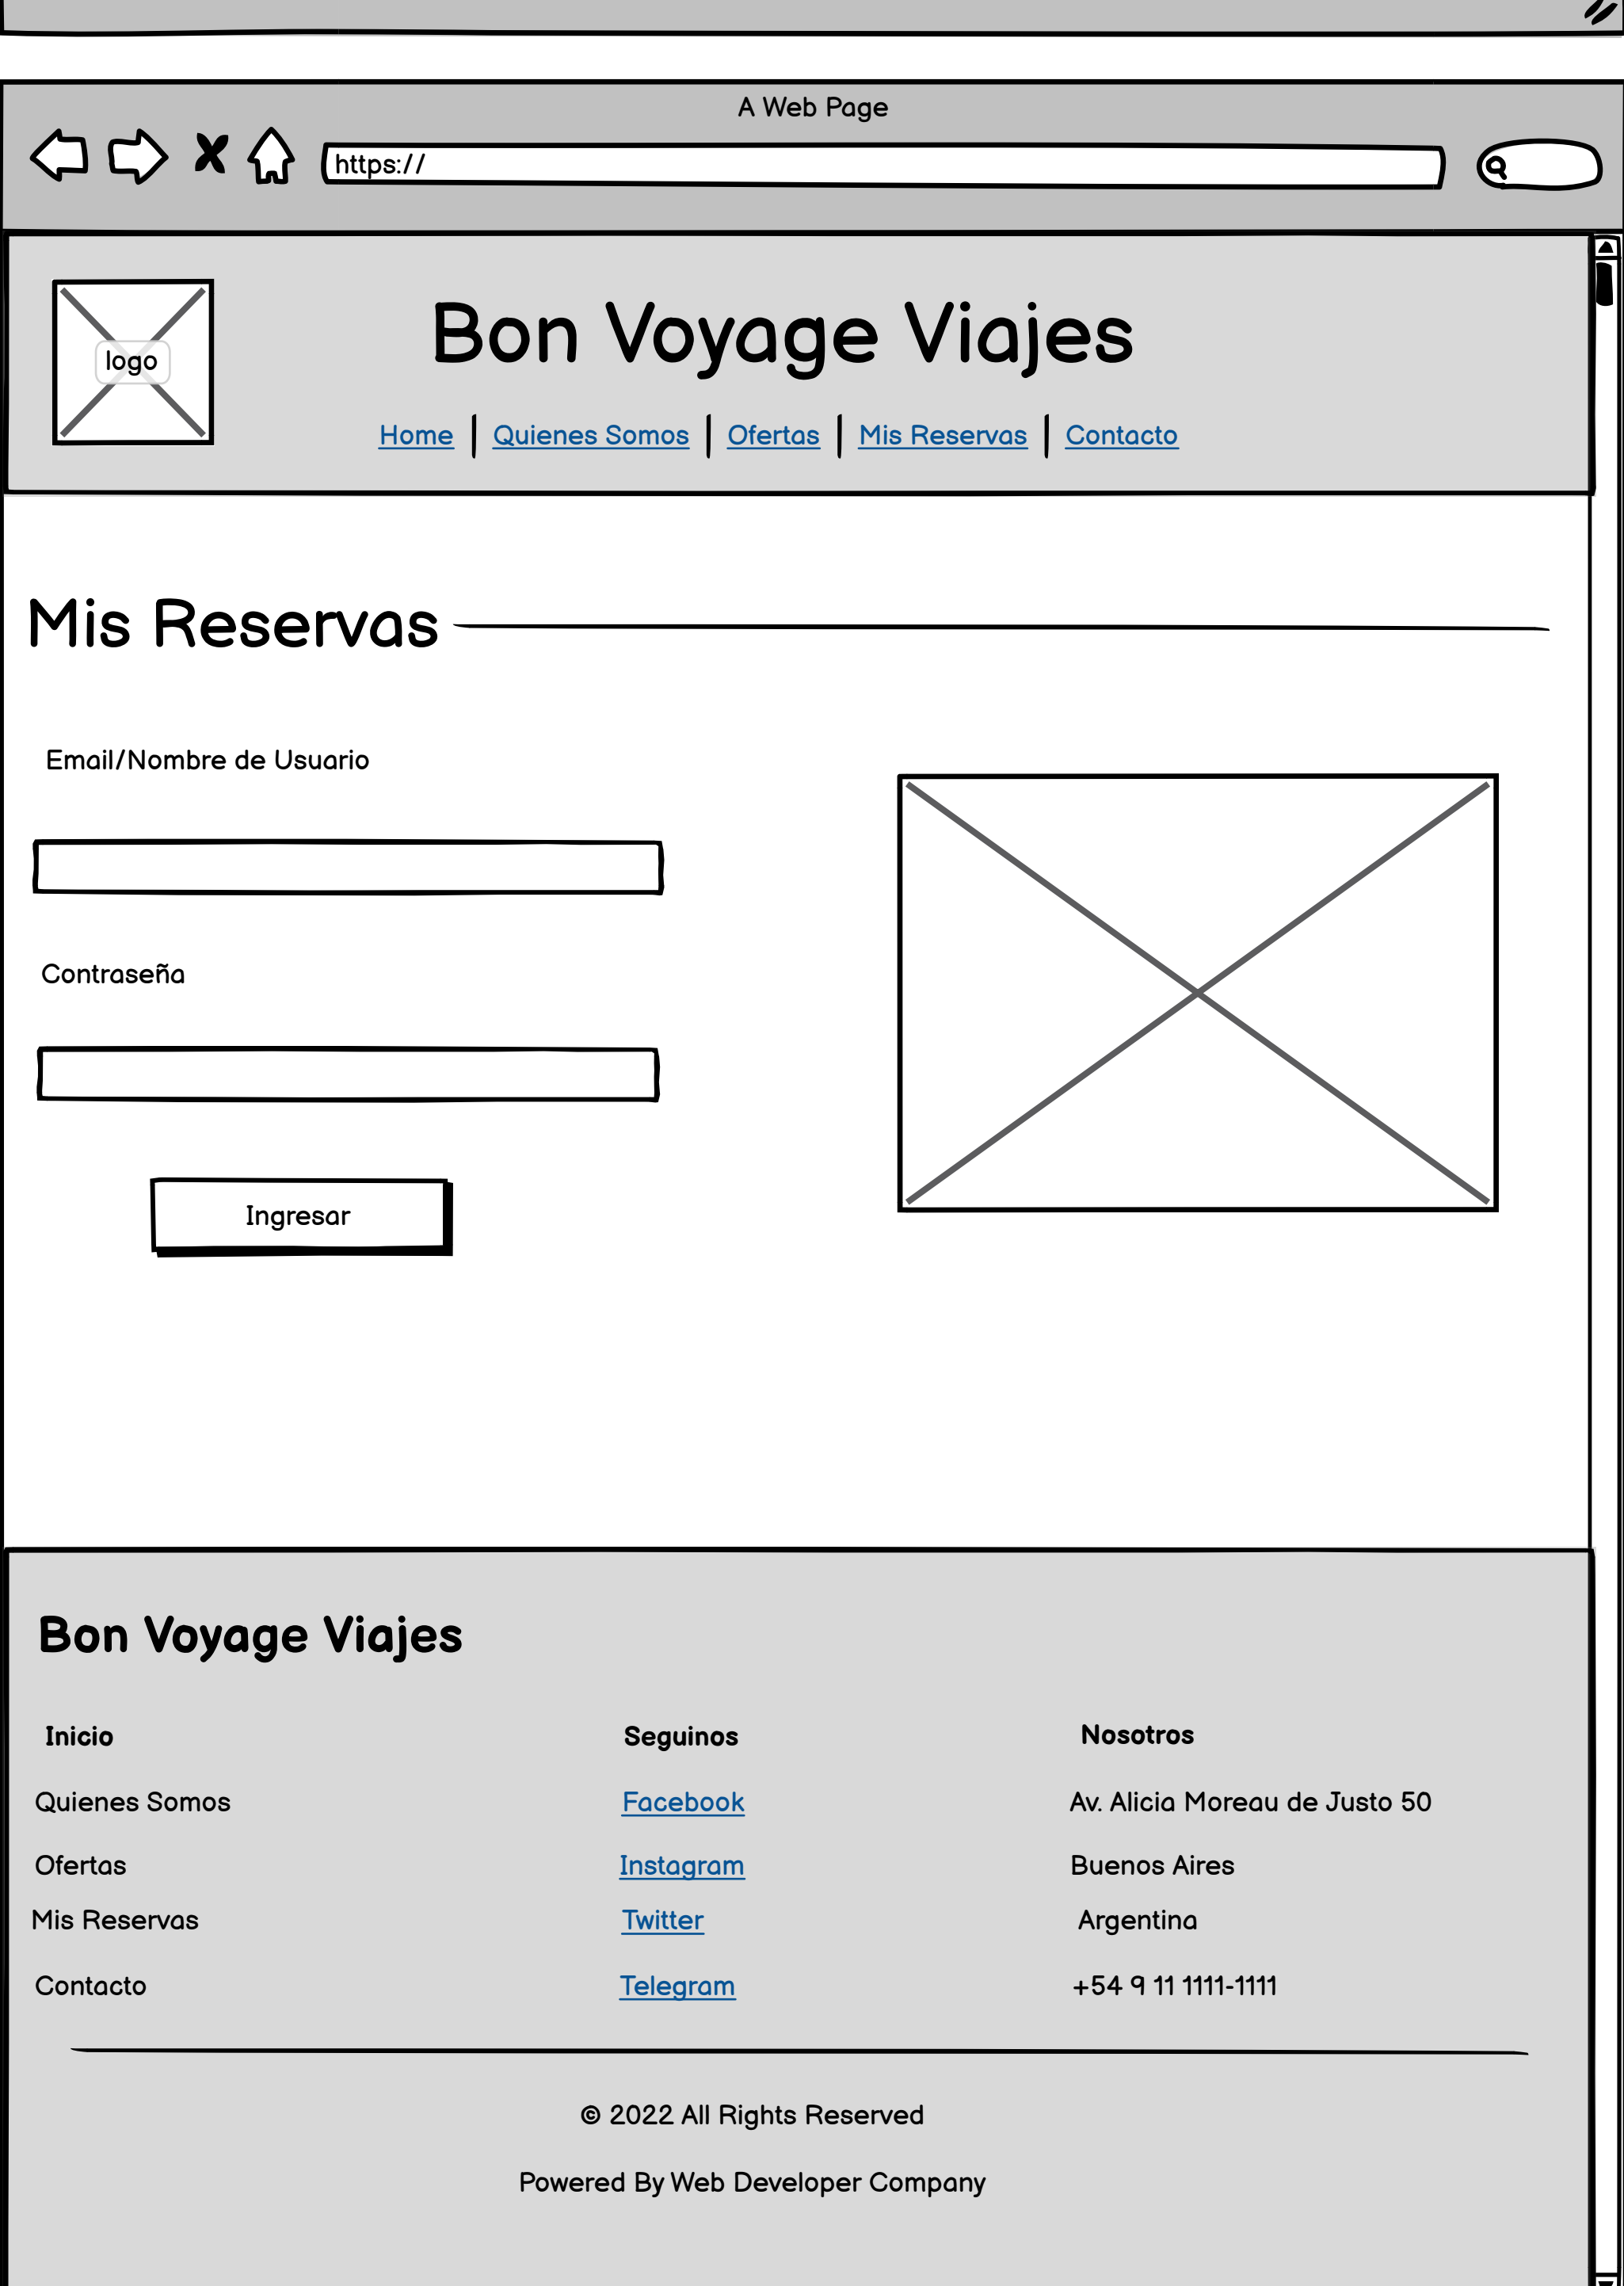 A Web Page
https://
logo
Bon Voyage Viajes
Home Quienes Somos Ofertas Mis Reservas Contacto
Mis Reservas
Email/Nombre de Usuario
Contraseña
Ingresar
Bon Voyage Viajes
Inicio Seguinos Nosotros
Quienes Somos Facebook Av. Alicia Moreau de Justo 50
Ofertas Instagram Buenos Aires
Mis Reservas Twitter Argentina
Contacto Telegram +54 9 11 1111-1111
© 2022 All Rights Reserved
Powered By Web Developer Company